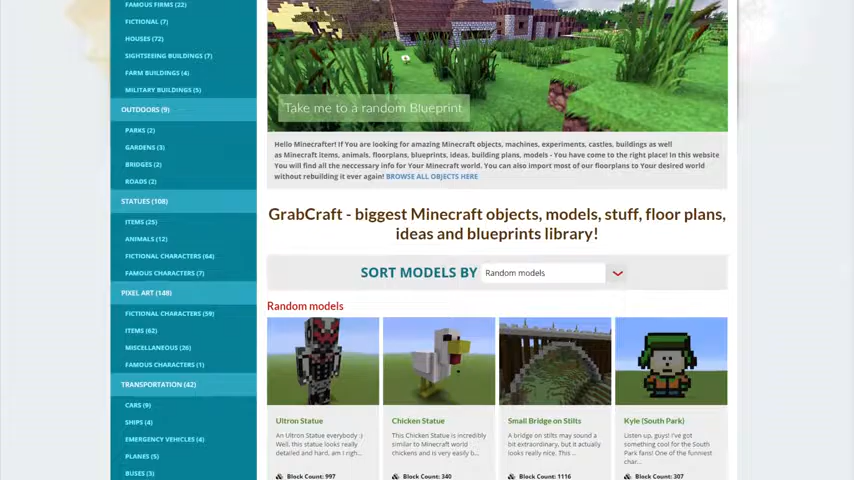 FAMOUS FIRMS (22)
FICTIONAL (7)
HOUSES (72)
SIGHTSEEING BUILDINGS (7)
FARM BUILDINGS (4)
MILITARY BUILDINGS (5)
OUTDOORS (9)
PARKS (2)
GARDENS (3)
BRIDGES (2)
ROADS (2)
STATUES (108)
ITEMS (25)
ANIMALS (12)
FICTIONAL CHARACTERS (64)
FAMOUS CHARACTERS (7)
PIXEL ART (148)
FICTIONAL CHARACTERS (59)
ITEMS (62)
MISCELLANEOUS (26)
FAMOUS CHARACTERS (1)
TRANSPORTATION (42)
CARS (9)
SHIPS (4)
EMERGENCY VEHICLES (4)
PLANES (5)
BUSES (3)
Take me to a random Blueprint
Hello Minecrafter! If You are looking for amazing Minecraft objects, machines, experiments, castles, buildings as well
as Minecraft items, animals, floorplans, blueprints, ideas, building plans, models - You have come to the right place! In this website
You will find all the neccessary info for Your Minecraft world. You can also import most of our floorplans to Your desired world
without rebuilding it ever again! BROWSE ALL OBJECTS HERE
GrabCraft - biggest Minecraft objects, models, stuff, floor plans,
ideas and blueprints library!
SORT MODELS BY Random models
Random models
Ultron Statue
An Ultron Statue everybody :)
Well, this statue looks really
detailed and hard, am i righ...
Block Count: 997
Chicken Statue
This Chicken Statue is incredibly
similar to Minecraft world
chickens and is very easily b...
Block Count: 340
Small Bridge on Stilts
A bridge on stilts may sound a
bit extraordinary, but it actually
looks really nice. This ...
Block Count: 1116
Kyle (South Park)
Listen up, guys! I've got
something cool for the South
Park fans! One of the funniest
char...
Block Count: 307